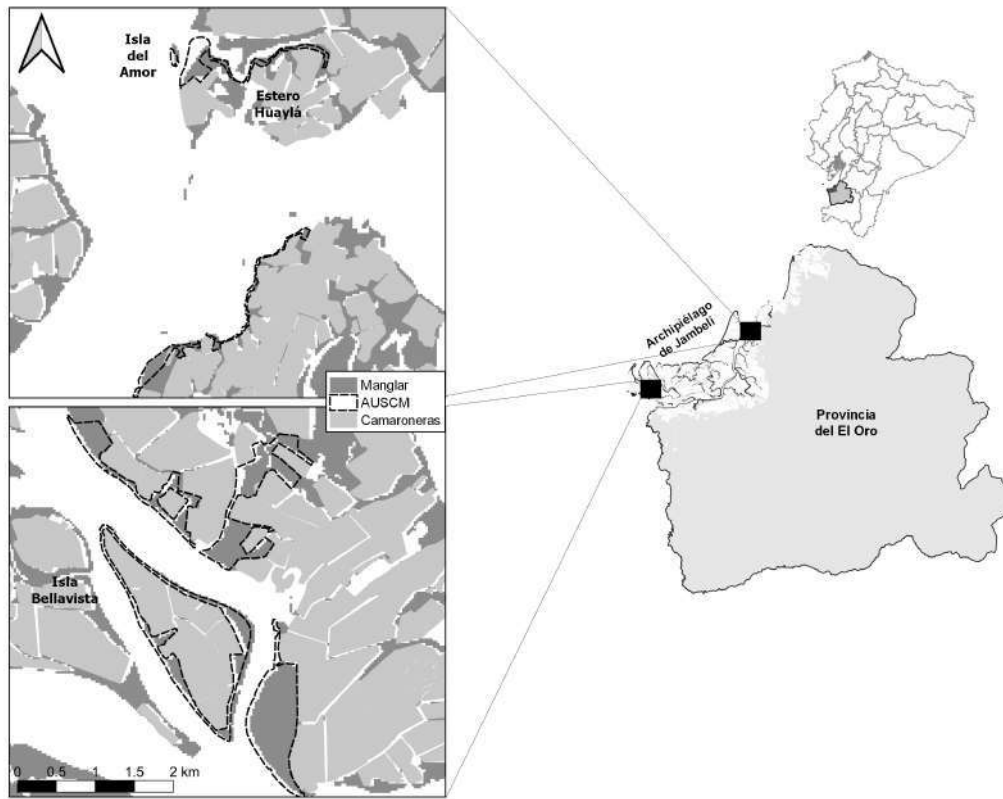 Isla
del
Amor
Estero
Huaylá
Manglar
AUSCM
Camaroneras
Isla
Bellavista
0 0.5 1 1.5 2 km
Archipiélago
de Jambelí
Provincia
del El Oro